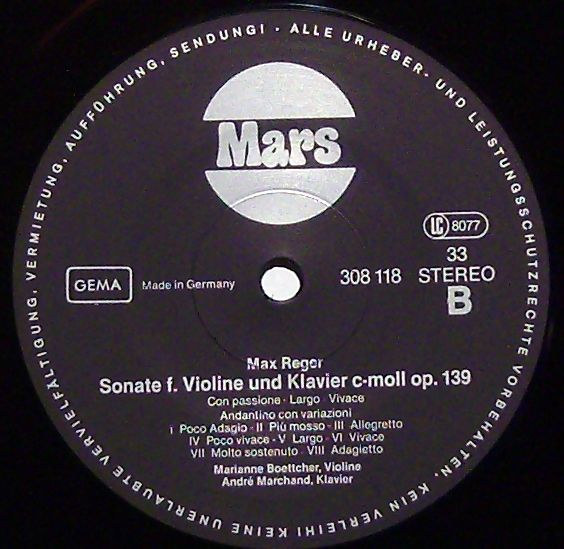 ALLE URHEBER- UND LEISTUNGSSCHUTZRECHTE VORBEHALTEN. KEIN VERLEIH! KEINE UNERLAUBTE VERVIELFÄLTIGUNG, VERMIETUNG, AUFFÜHRUNG, SENDUNG! ·
Mars
LC 8077
33
308 118 STEREO
B
GEMA Made in Germany
Max Reger
Sonate f. Violine und Klavier c-moll op. 139
Con passione · Largo · Vivace
Andantino con variazioni
I Poco Adagio · II Più mosso · III Allegretto
IV Poco vivace · V Largo · VI Vivace
VII Molto sostenuto · VIII Adagietto
Marianne Boettcher, Violine
André Marchand, Klavier